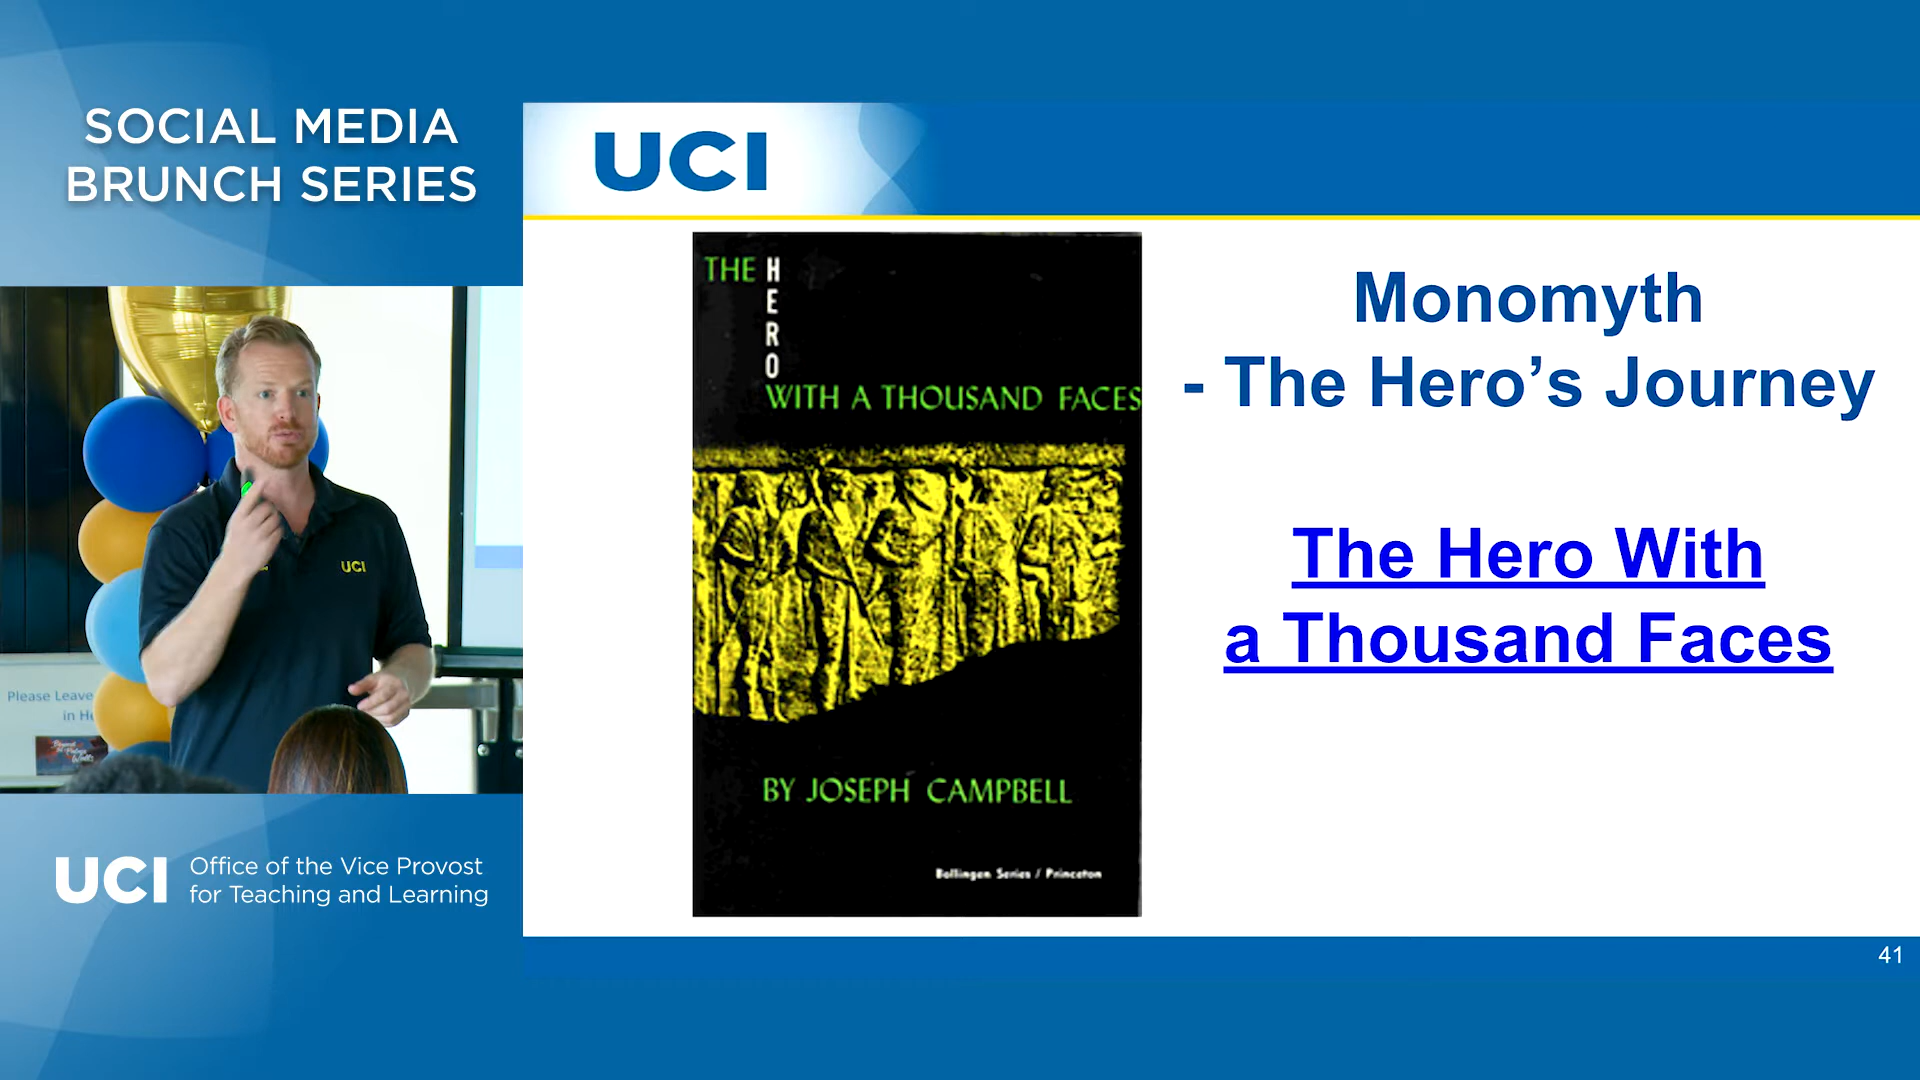 SOCIAL MEDIA
BRUNCH SERIES
UCI
THE HERO
WITH A THOUSAND FACES
BY JOSEPH CAMPBELL
Bollingen Series / Princeton
Monomyth
- The Hero’s Journey
The Hero With
a Thousand Faces
41
UCI
Please Leave
in
UCI
Office of the Vice Provost
for Teaching and Learning